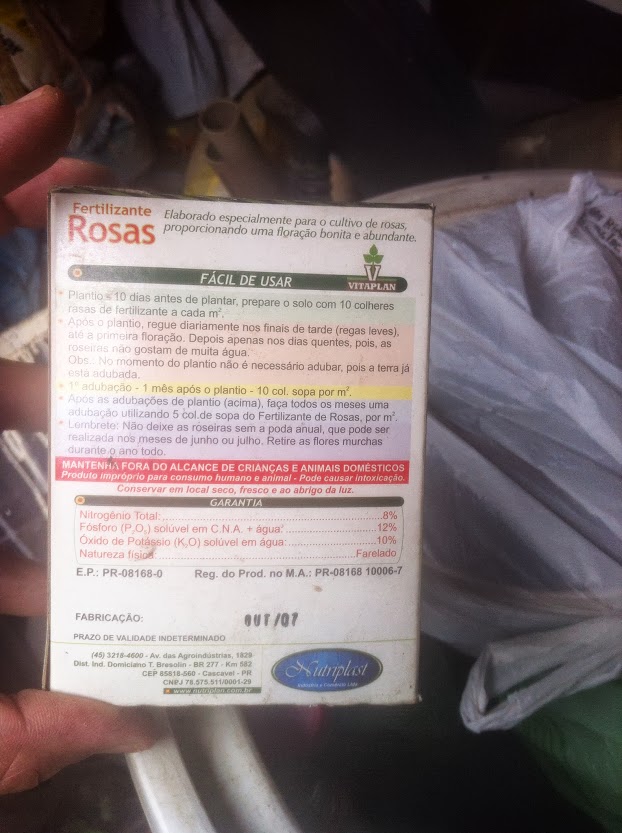 Fertilizante
Rosas
Elaborado especialmente para o cultivo de rosas,
proporcionando uma floração bonita e abundante.
FÁCIL DE USAR
VITAPLAN
* Plantio - 10 dias antes de plantar, prepare o solo com 10 colheres
rasas de fertilizante a cada m².
* Após o plantio, regue diariamente nos finais de tarde (regas leves),
até a primeira floração. Depois apenas nos dias quentes, pois, as
roseiras não gostam de muita água.
Obs.: No momento do plantio não é necessário adubar, pois a terra já
está adubada.
* 1ª adubação - 1 mês após o plantio - 10 col. sopa por m².
* Após as adubações de plantio (acima), faça todos os meses uma
adubação utilizando 5 col.de sopa do Fertilizante de Rosas, por m².
* Lembrete: Não deixe as roseiras sem a poda anual, que pode ser
realizada nos meses de junho ou julho. Retire as flores murchas
durante o ano todo.
MANTENHA FORA DO ALCANCE DE CRIANÇAS E ANIMAIS DOMÉSTICOS
Produto impróprio para consumo humano e animal - Pode causar intoxicação.
Conservar em local seco, fresco e ao abrigo da luz.
GARANTIA
Nitrogênio Total:.....8%
Fósforo (P₂O₅) solúvel em C.N.A. + água:.....12%
Óxido de Potássio (K₂O) solúvel em água:.....10%
Natureza física.....Farelado
E.P.: PR-08168-0 Reg. do Prod. no M.A.: PR-08168 10006-7
FABRICAÇÃO: OUT/07
PRAZO DE VALIDADE INDETERMINADO
(45) 3218-4600 - Av. das Agroindústrias, 1829
Dist. Ind. Domiciano T. Bresolin - BR 277 - Km 582
CEP 85818-560 - Cascavel - PR
CNPJ 78.575.511/0001-29
www.nutriplan.com.br
Nutriplast
Indústria e Comércio Ltda